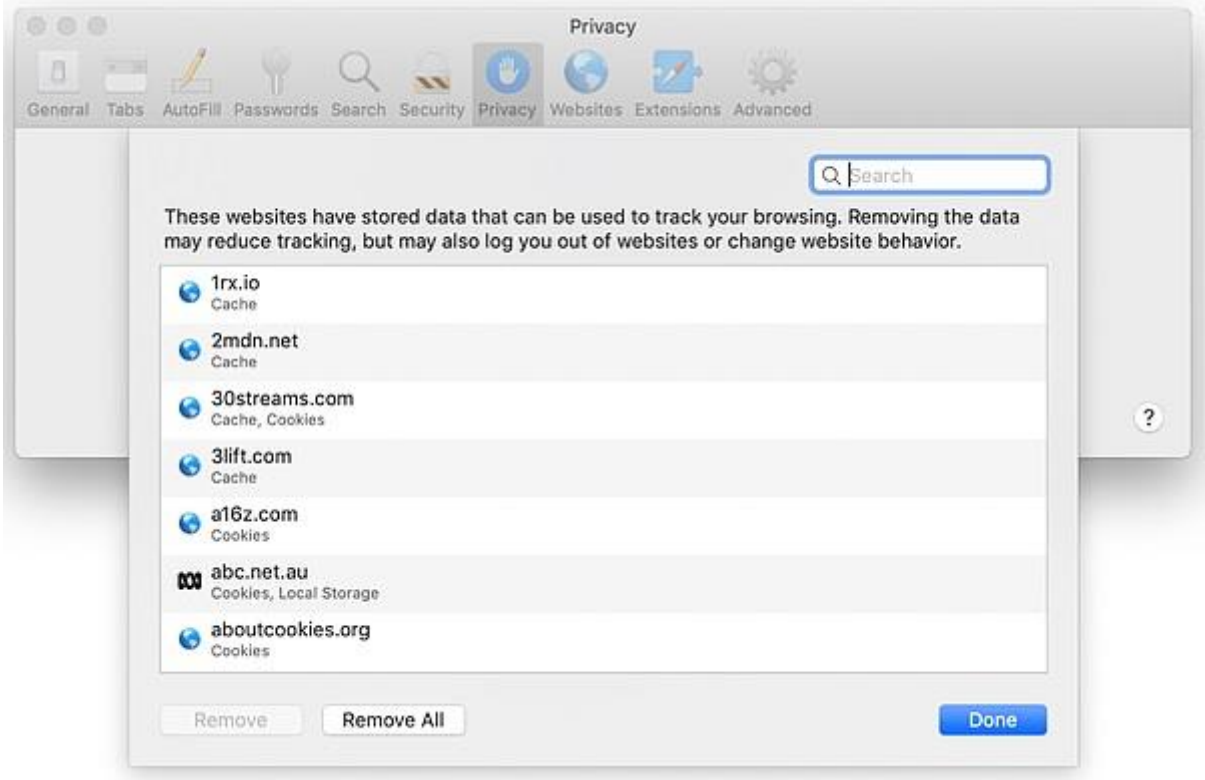 Privacy
General Tabs AutoFill Passwords Search Security Privacy Websites Extensions Advanced
Search
These websites have stored data that can be used to track your browsing. Removing the data
may reduce tracking, but may also log you out of websites or change website behavior.
1rx.io
Cache
2mdn.net
Cache
30streams.com
Cache, Cookies
3lift.com
Cache
a16z.com
Cookies
abc.net.au
Cookies, Local Storage
aboutcookies.org
Cookies
?
Remove Remove All Done